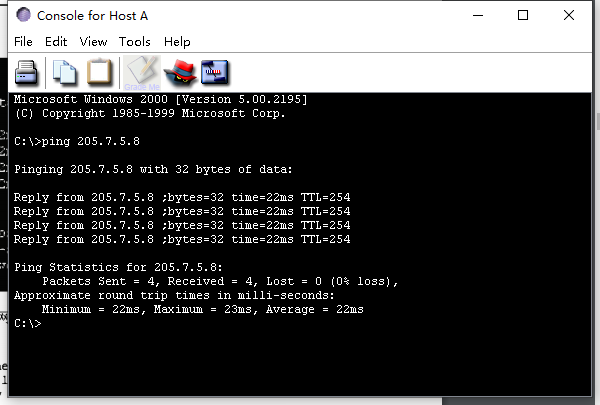 Console for Host A
File Edit View Tools Help
Microsoft Windows 2000 [Version 5.00.2195]
(C) Copyright 1985-1999 Microsoft Corp.
C:\>ping 205.7.5.8
Pinging 205.7.5.8 with 32 bytes of data:
Reply from 205.7.5.8 ;bytes=32 time=22ms TTL=254
Reply from 205.7.5.8 ;bytes=32 time=22ms TTL=254
Reply from 205.7.5.8 ;bytes=32 time=22ms TTL=254
Reply from 205.7.5.8 ;bytes=32 time=22ms TTL=254
Ping Statistics for 205.7.5.8:
Packets Sent = 4, Received = 4, Lost = 0 (0% loss),
Approximate round trip times in milli-seconds:
Minimum = 22ms, Maximum = 23ms, Average = 22ms
C:\>